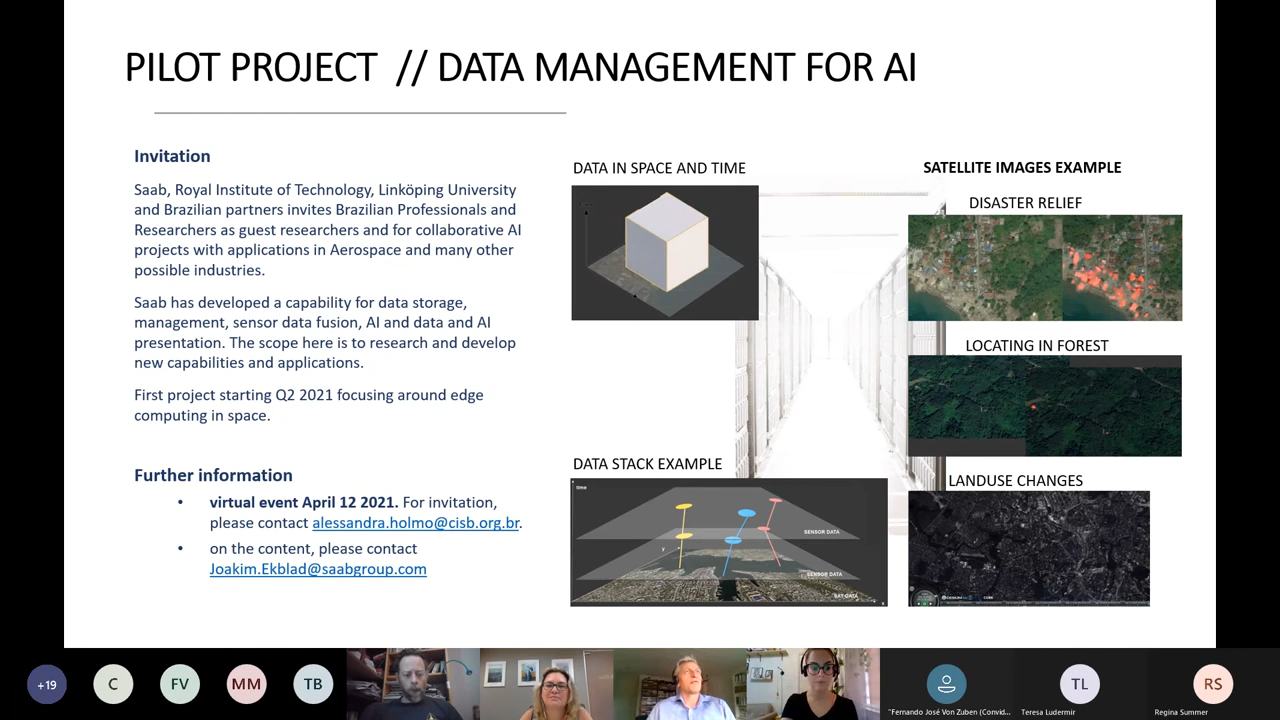 PILOT PROJECT // DATA MANAGEMENT FOR AI
Invitation
Saab, Royal Institute of Technology, Linköping University
and Brazilian partners invites Brazilian Professionals and
Researchers as guest researchers and for collaborative AI
projects with applications in Aerospace and many other
possible industries.
Saab has developed a capability for data storage,
management, sensor data fusion, AI and data and AI
presentation. The scope here is to research and develop
new capabilities and applications.
First project starting Q2 2021 focusing around edge
computing in space.
Further information
• virtual event April 12 2021. For invitation,
please contact alessandra.holmo@cisb.org.br.
• on the content, please contact
Joakim.Ekblad@saabgroup.com
DATA IN SPACE AND TIME
DATA STACK EXAMPLE
time
y
SENSOR DATA
SENSOR DATA
SAT-DATA
x
SATELLITE IMAGES EXAMPLE
DISASTER RELIEF
LOCATING IN FOREST
LANDUSE CHANGES
+19
C
FV
MM
TB
"Fernando José Von Zuben (Convid...
TL
Teresa Ludermir
RS
Regina Summer